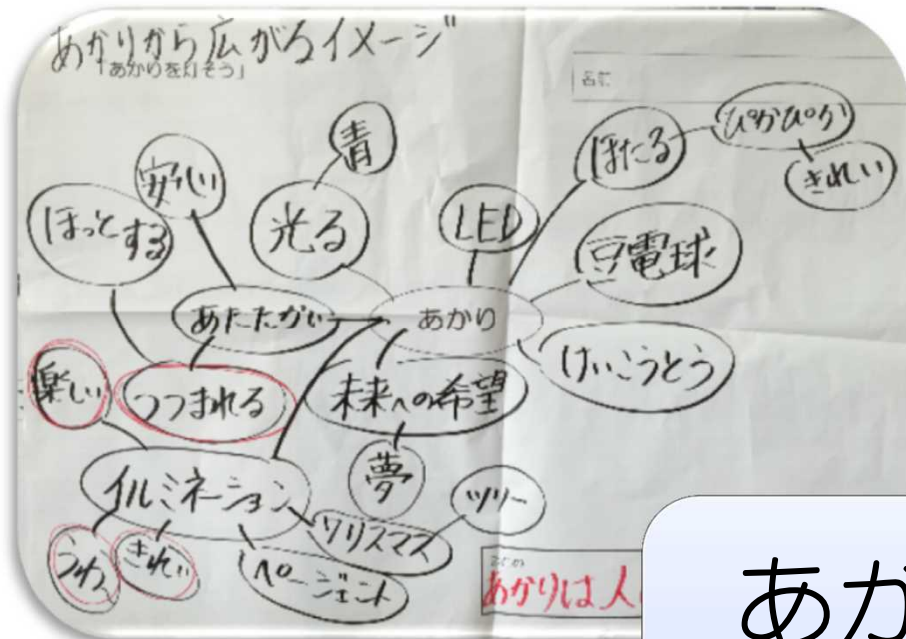 あかりから広がるイメージ
「あかりを灯そう」
名前
青
安心
ほっとする
光る
LED
ほたる
ぴかぴか
きれい
豆電球
あたたかい
あかり
けいこうとう
楽しい
つつまれる
未来への希望
夢
イルミネーション
クリスマス
ツリー
きれい
ページェント
あかりは人
あか